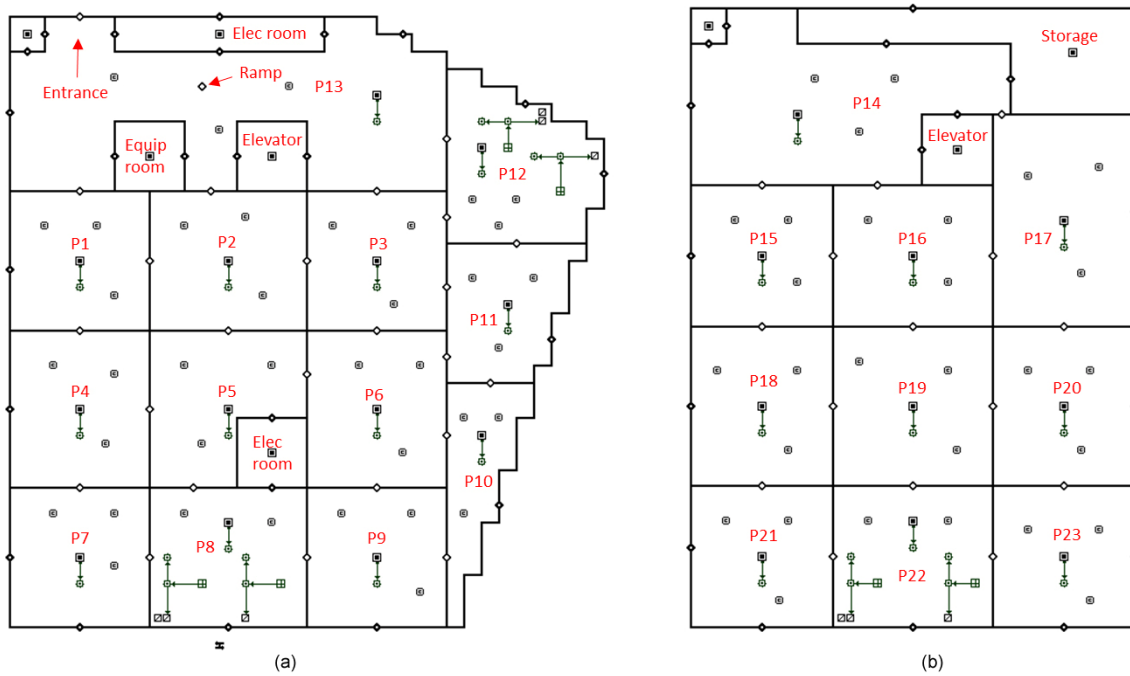 Elec room
Storage
Entrance
Ramp
P13
P14
Equip
room
Elevator
Elevator
P12
P1
P2
P3
P15
P16
P17
P11
P4
P5
P6
P18
P19
P20
Elec
room
P10
P7
P8
P9
P21
P22
P23
(a)
(b)